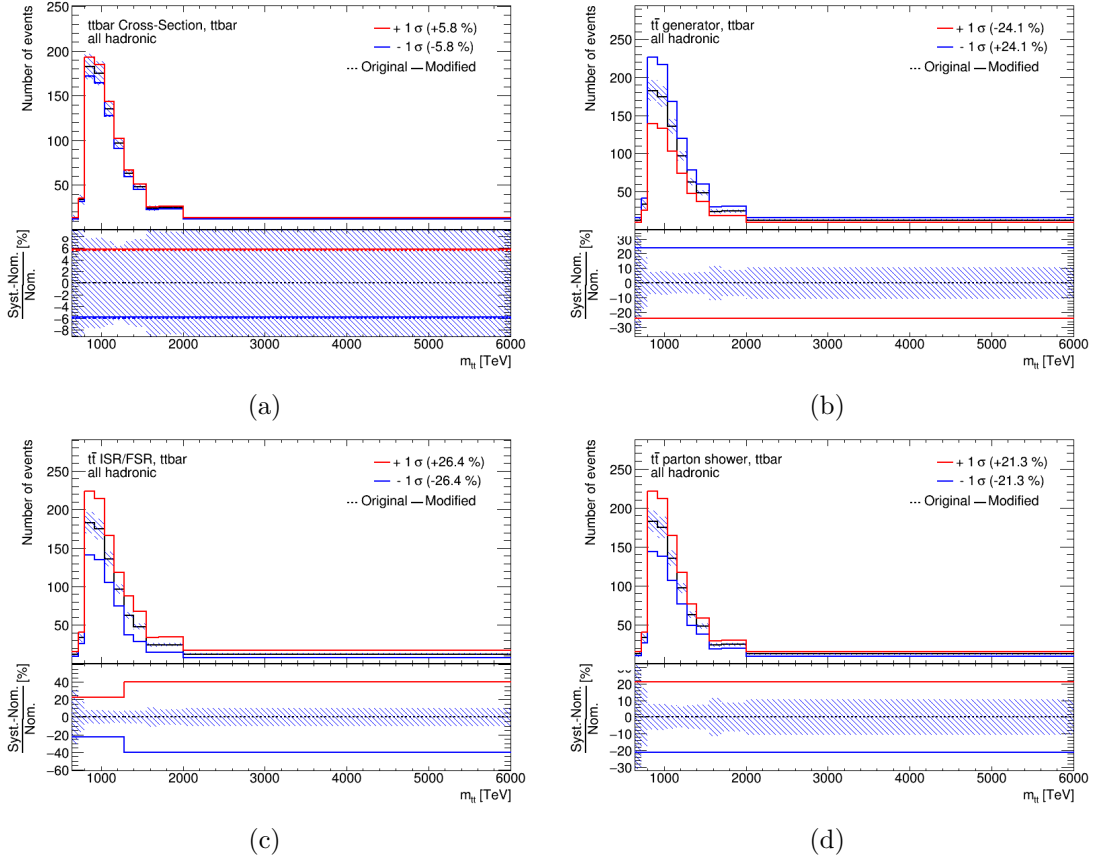 Number of events
250
200
150
100
50
ttbar Cross-Section, ttbar
all hadronic
+ 1 σ (+5.8 %)
- 1 σ (-5.8 %)
Original Modified
Syst.-Nom. [%]
Nom.
8
6
4
2
0
−2
−4
−6
−8
1000 2000 3000 4000 5000 6000
m_tt [TeV]
(a)
Number of events
250
200
150
100
50
tt̄ generator, ttbar
all hadronic
+ 1 σ (-24.1 %)
- 1 σ (+24.1 %)
Original Modified
Syst.-Nom. [%]
Nom.
30
20
10
0
−10
−20
−30
1000 2000 3000 4000 5000 6000
m_tt [TeV]
(b)
Number of events
250
200
150
100
50
tt̄ ISR/FSR, ttbar
all hadronic
+ 1 σ (+26.4 %)
- 1 σ (-26.4 %)
Original Modified
Syst.-Nom. [%]
Nom.
40
20
0
−20
−40
−60
1000 2000 3000 4000 5000 6000
m_tt [TeV]
(c)
Number of events
250
200
150
100
50
tt̄ parton shower, ttbar
all hadronic
+ 1 σ (+21.3 %)
- 1 σ (-21.3 %)
Original Modified
Syst.-Nom. [%]
Nom.
20
10
0
−10
−20
−30
1000 2000 3000 4000 5000 6000
m_tt [TeV]
(d)